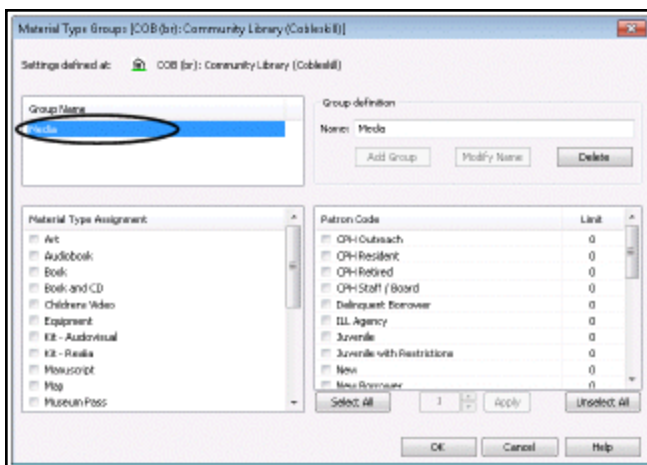 Material Type Groups [COB (br): Community Library (Cobleskill)]
Settings defined at: COB (br): Community Library (Cobleskill)
Group Name
Media
Group definition
Name: Media
Add Group Modify Name Delete
Material Type Assignment
Art
Audiobook
Book
Book and CD
Childrens Video
Equipment
Kit - Audiovisual
Kit - Realia
Manuscript
Map
Museum Pass
Patron Code Limit
CPH Outreach 0
CPH Resident 0
CPH Retired 0
CPH Staff / Board 0
Delinquent Borrower 0
ILL Agency 0
Juvenile 0
Juvenile with Restrictions 0
New 0
New Borrower 0
Select All 1 Apply Unselect All
OK Cancel Help